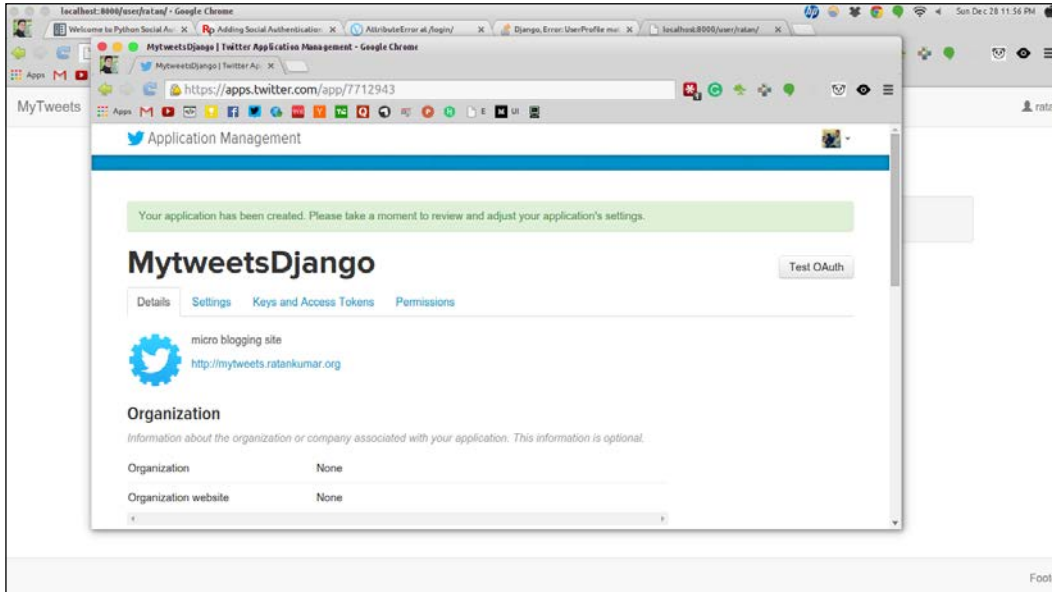 localhost:8000/user/ratan/ - Google Chrome
Sun Dec 28 11:56 PM
Welcome to Python Social Au
Adding Social Authentication
AttributeError at /login/
Django, Error: UserProfile ma
localhost:8000/user/ratan/
MytweetsDjango | Twitter Application Management - Google Chrome
MytweetsDjango | Twitter Ap
https://apps.twitter.com/app/7712943
Apps
Apps
MyTweets
rata
Application Management
Your application has been created. Please take a moment to review and adjust your application's settings.
MytweetsDjango
Test OAuth
Details Settings Keys and Access Tokens Permissions
micro blogging site
http://mytweets.ratankumar.org
Organization
Information about the organization or company associated with your application. This information is optional.
Organization None
Organization website None
Foot